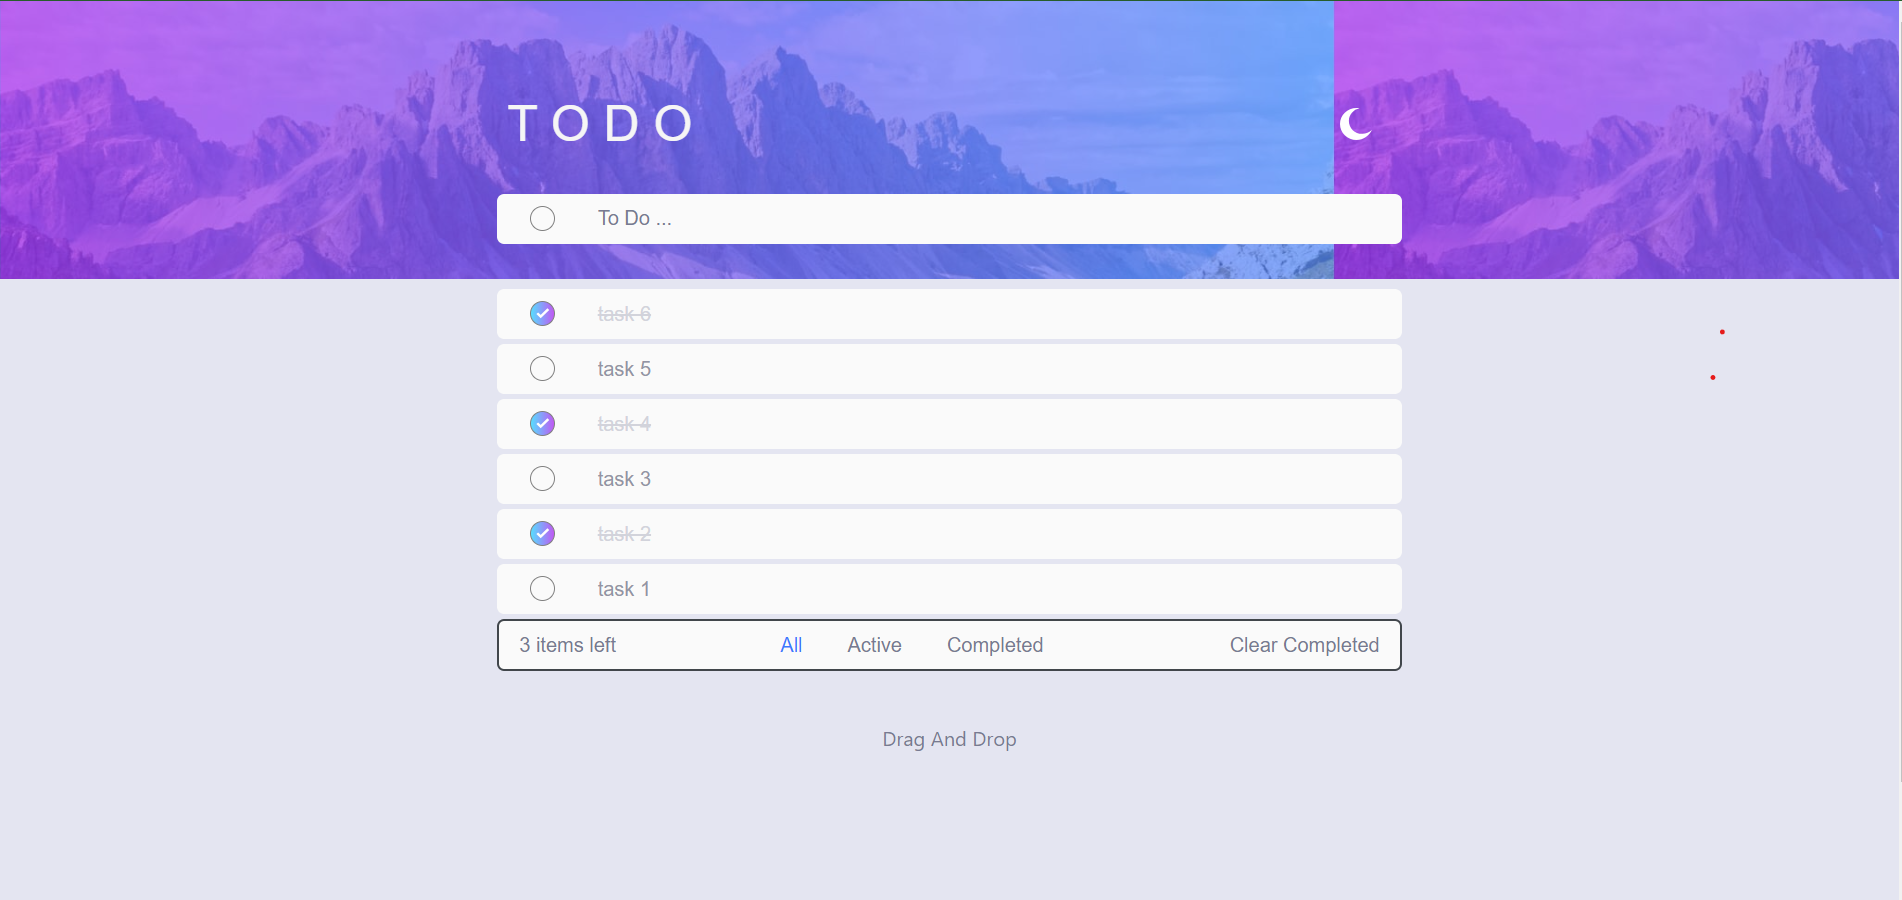 TODO
To Do ...
task 6
task 5
task 4
task 3
task 2
task 1
3 items left All Active Completed Clear Completed
Drag And Drop